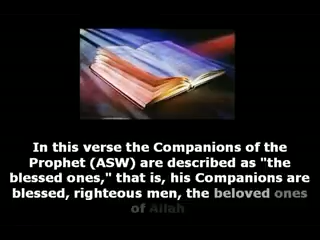 In this verse the Companions of the
Prophet (ASW) are described as "the
blessed ones," that is, his Companions are
blessed, righteous men, the beloved ones
of Allah